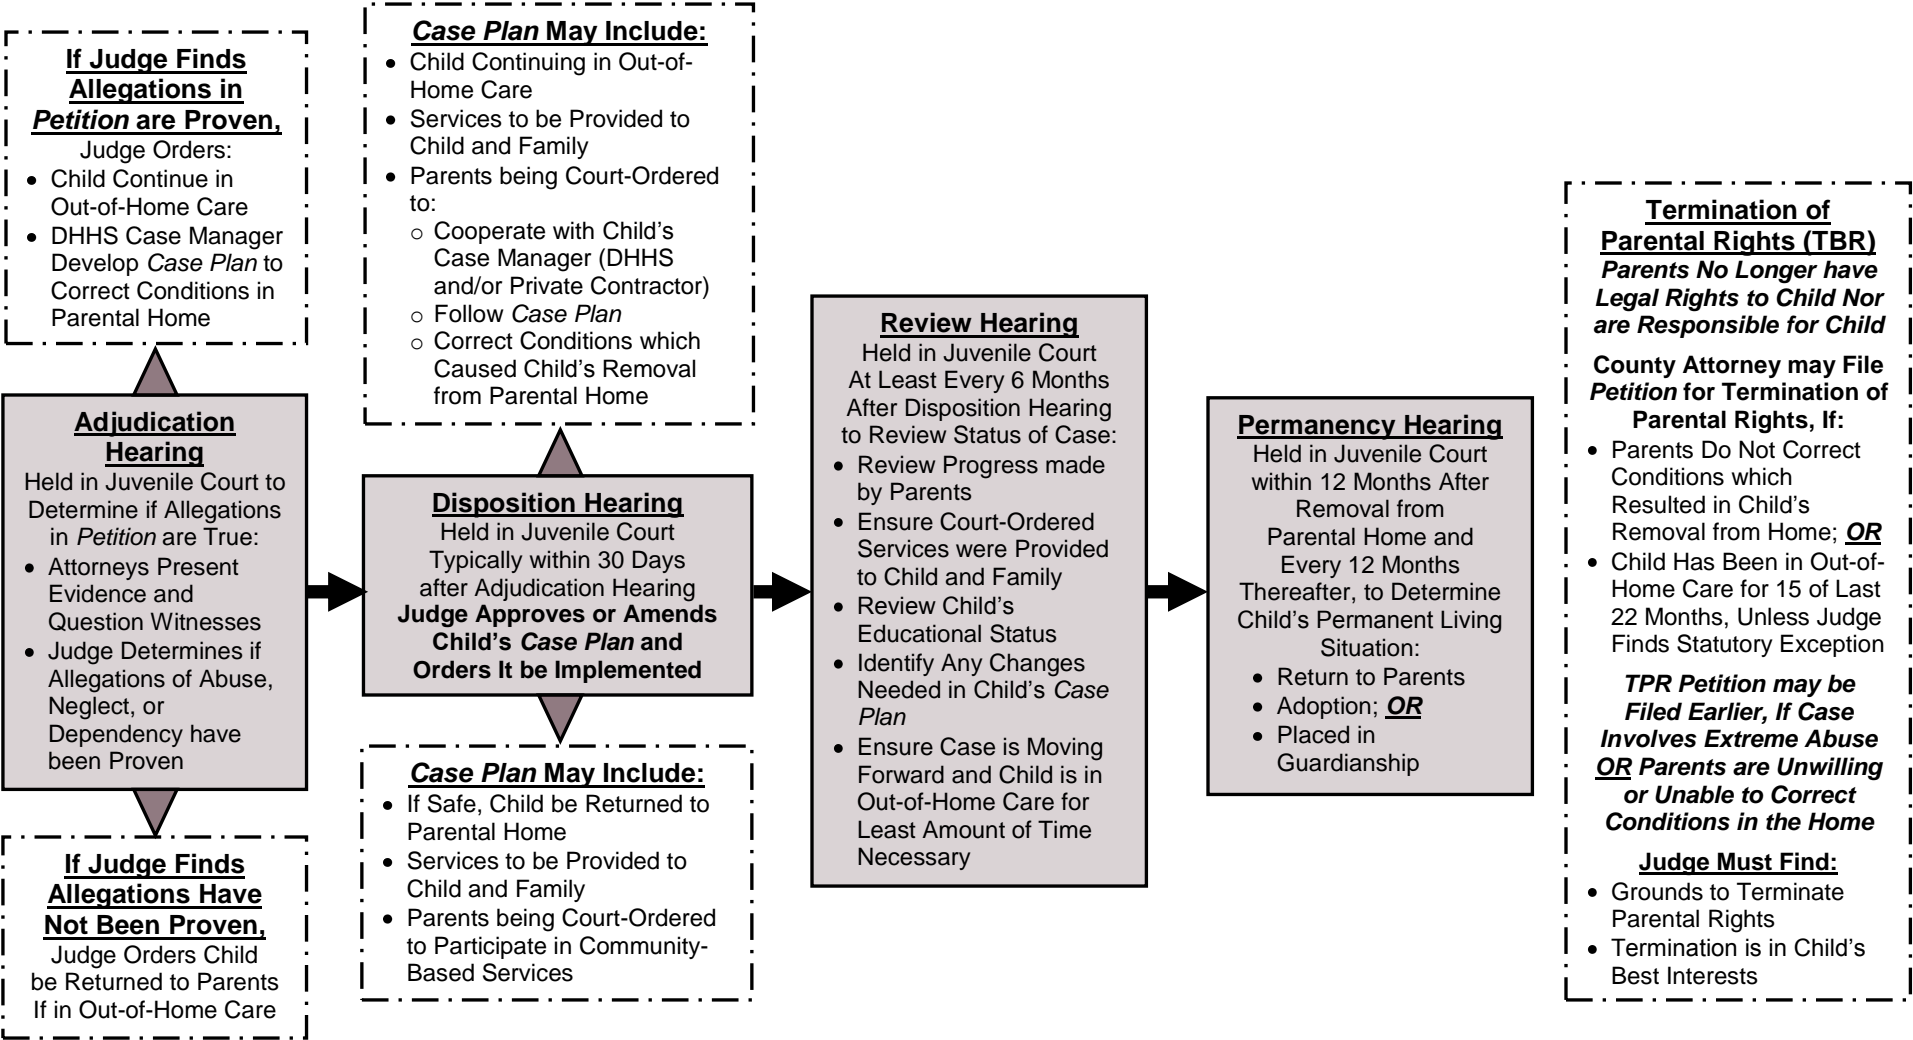 If Judge Finds
Allegations in
Petition are Proven,
Judge Orders:
• Child Continue in
Out-of-Home Care
• DHHS Case Manager
Develop Case Plan to
Correct Conditions in
Parental Home
Adjudication
Hearing
Held in Juvenile Court to
Determine if Allegations
in Petition are True:
• Attorneys Present
Evidence and
Question Witnesses
• Judge Determines if
Allegations of Abuse,
Neglect, or
Dependency have
been Proven
If Judge Finds
Allegations Have
Not Been Proven,
Judge Orders Child
be Returned to Parents
If in Out-of-Home Care
Case Plan May Include:
• Child Continuing in Out-of-
Home Care
• Services to be Provided to
Child and Family
• Parents being Court-Ordered
to:
o Cooperate with Child's
Case Manager (DHHS
and/or Private Contractor)
o Follow Case Plan
o Correct Conditions which
Caused Child's Removal
from Parental Home
Disposition Hearing
Held in Juvenile Court
Typically within 30 Days
after Adjudication Hearing
Judge Approves or Amends
Child's Case Plan and
Orders It be Implemented
Case Plan May Include:
• If Safe, Child be Returned to
Parental Home
• Services to be Provided to
Child and Family
• Parents being Court-Ordered
to Participate in Community-
Based Services
Review Hearing
Held in Juvenile Court
At Least Every 6 Months
After Disposition Hearing
to Review Status of Case:
• Review Progress made
by Parents
• Ensure Court-Ordered
Services were Provided
to Child and Family
• Review Child's
Educational Status
• Identify Any Changes
Needed in Child's Case
Plan
• Ensure Case is Moving
Forward and Child is in
Out-of-Home Care for
Least Amount of Time
Necessary
Permanency Hearing
Held in Juvenile Court
within 12 Months After
Removal from
Parental Home and
Every 12 Months
Thereafter, to Determine
Child's Permanent Living
Situation:
• Return to Parents
• Adoption; OR
• Placed in
Guardianship
Termination of
Parental Rights (TBR)
Parents No Longer have
Legal Rights to Child Nor
are Responsible for Child
County Attorney may File
Petition for Termination of
Parental Rights, If:
• Parents Do Not Correct
Conditions which
Resulted in Child's
Removal from Home; OR
• Child Has Been in Out-of-
Home Care for 15 of Last
22 Months, Unless Judge
Finds Statutory Exception
TPR Petition may be
Filed Earlier, If Case
Involves Extreme Abuse
OR Parents are Unwilling
or Unable to Correct
Conditions in the Home
Judge Must Find:
• Grounds to Terminate
Parental Rights
• Termination is in Child's
Best Interests